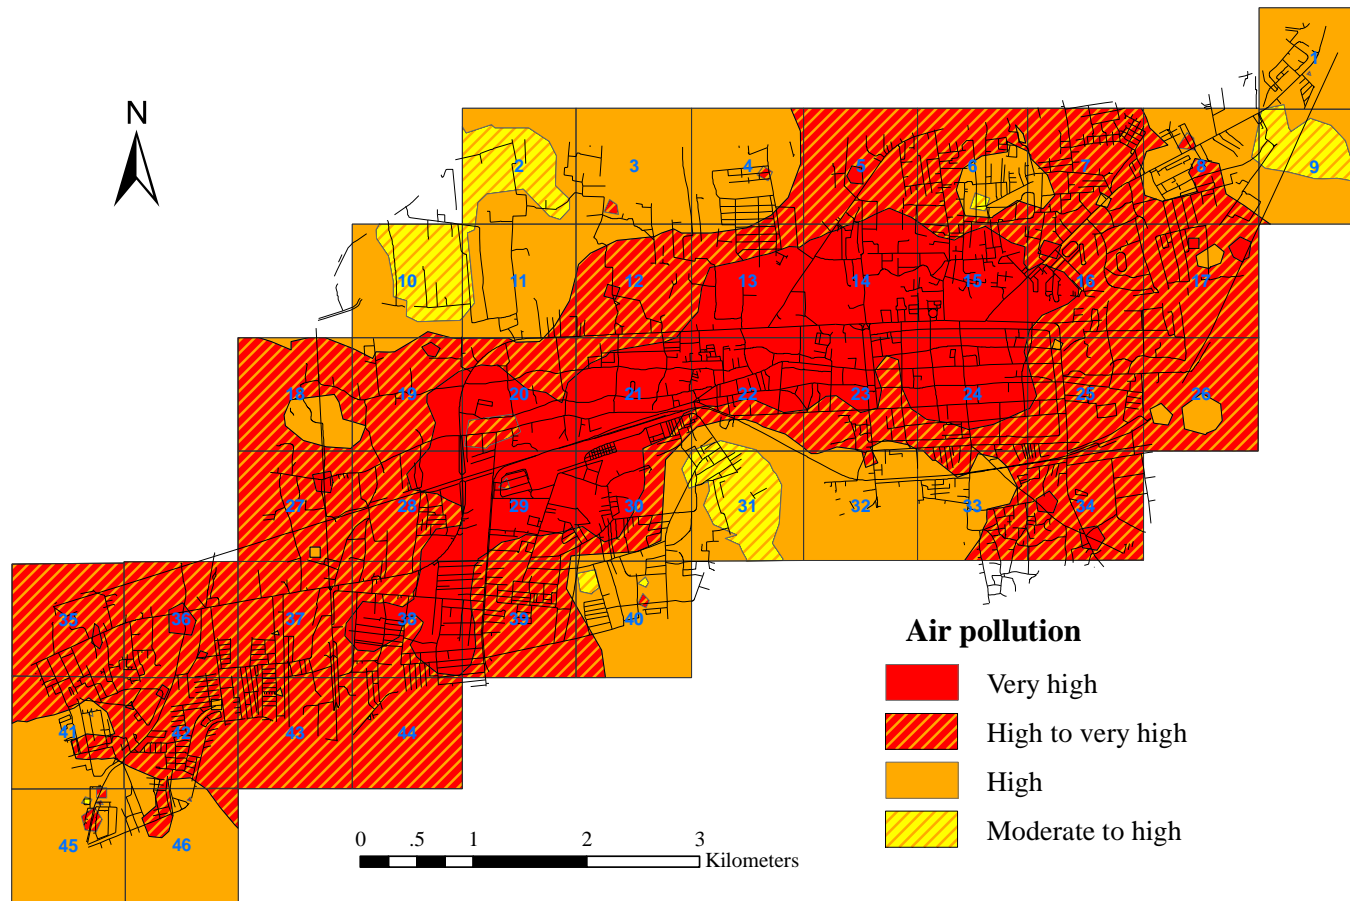 1
N
2 3 4 5 6 7 8 9
10 11 12 13 14 15 16 17
18 19 20 21 22 23 24 25 26
27 28 29 30 31 32 33 34
35 36 37 38 39 40
Air pollution
Very high
41 42 43 44
High to very high
High
Moderate to high
0 .5 1 2 3
Kilometers
45 46